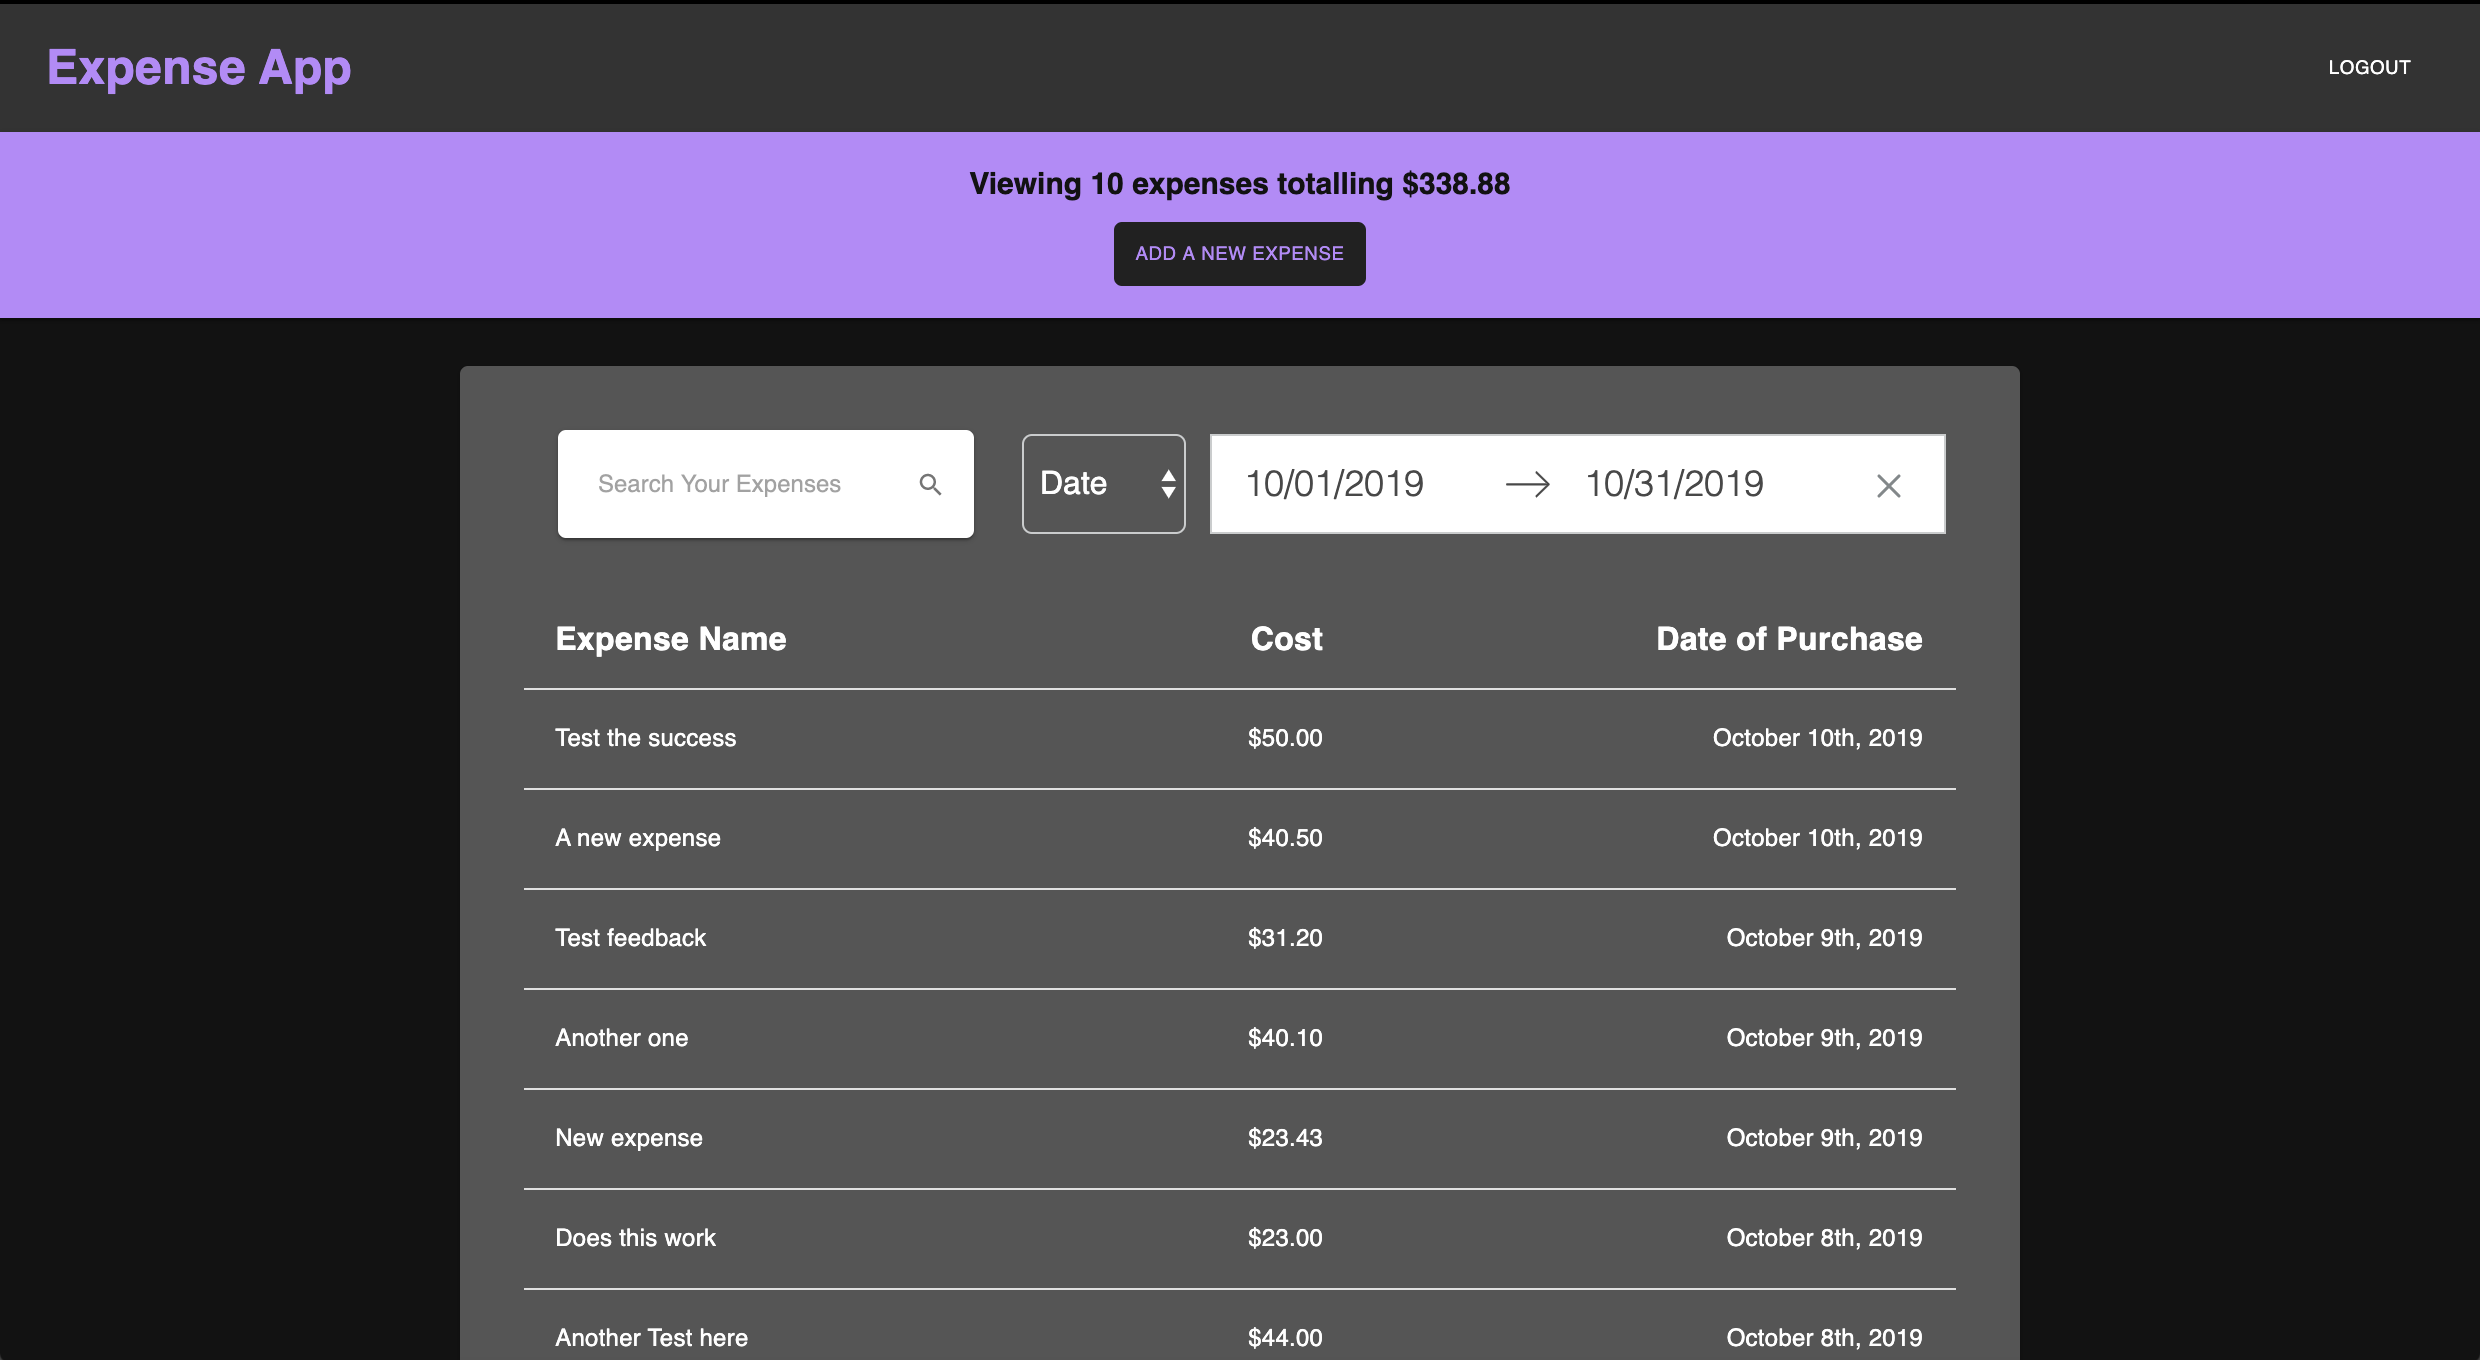 Expense App
LOGOUT
Viewing 10 expenses totalling $338.88
ADD A NEW EXPENSE
Search Your Expenses
Date
10/01/2019
10/31/2019
Expense Name Cost Date of Purchase
Test the success $50.00 October 10th, 2019
A new expense $40.50 October 10th, 2019
Test feedback $31.20 October 9th, 2019
Another one $40.10 October 9th, 2019
New expense $23.43 October 9th, 2019
Does this work $23.00 October 8th, 2019
Another Test here $44.00 October 8th, 2019